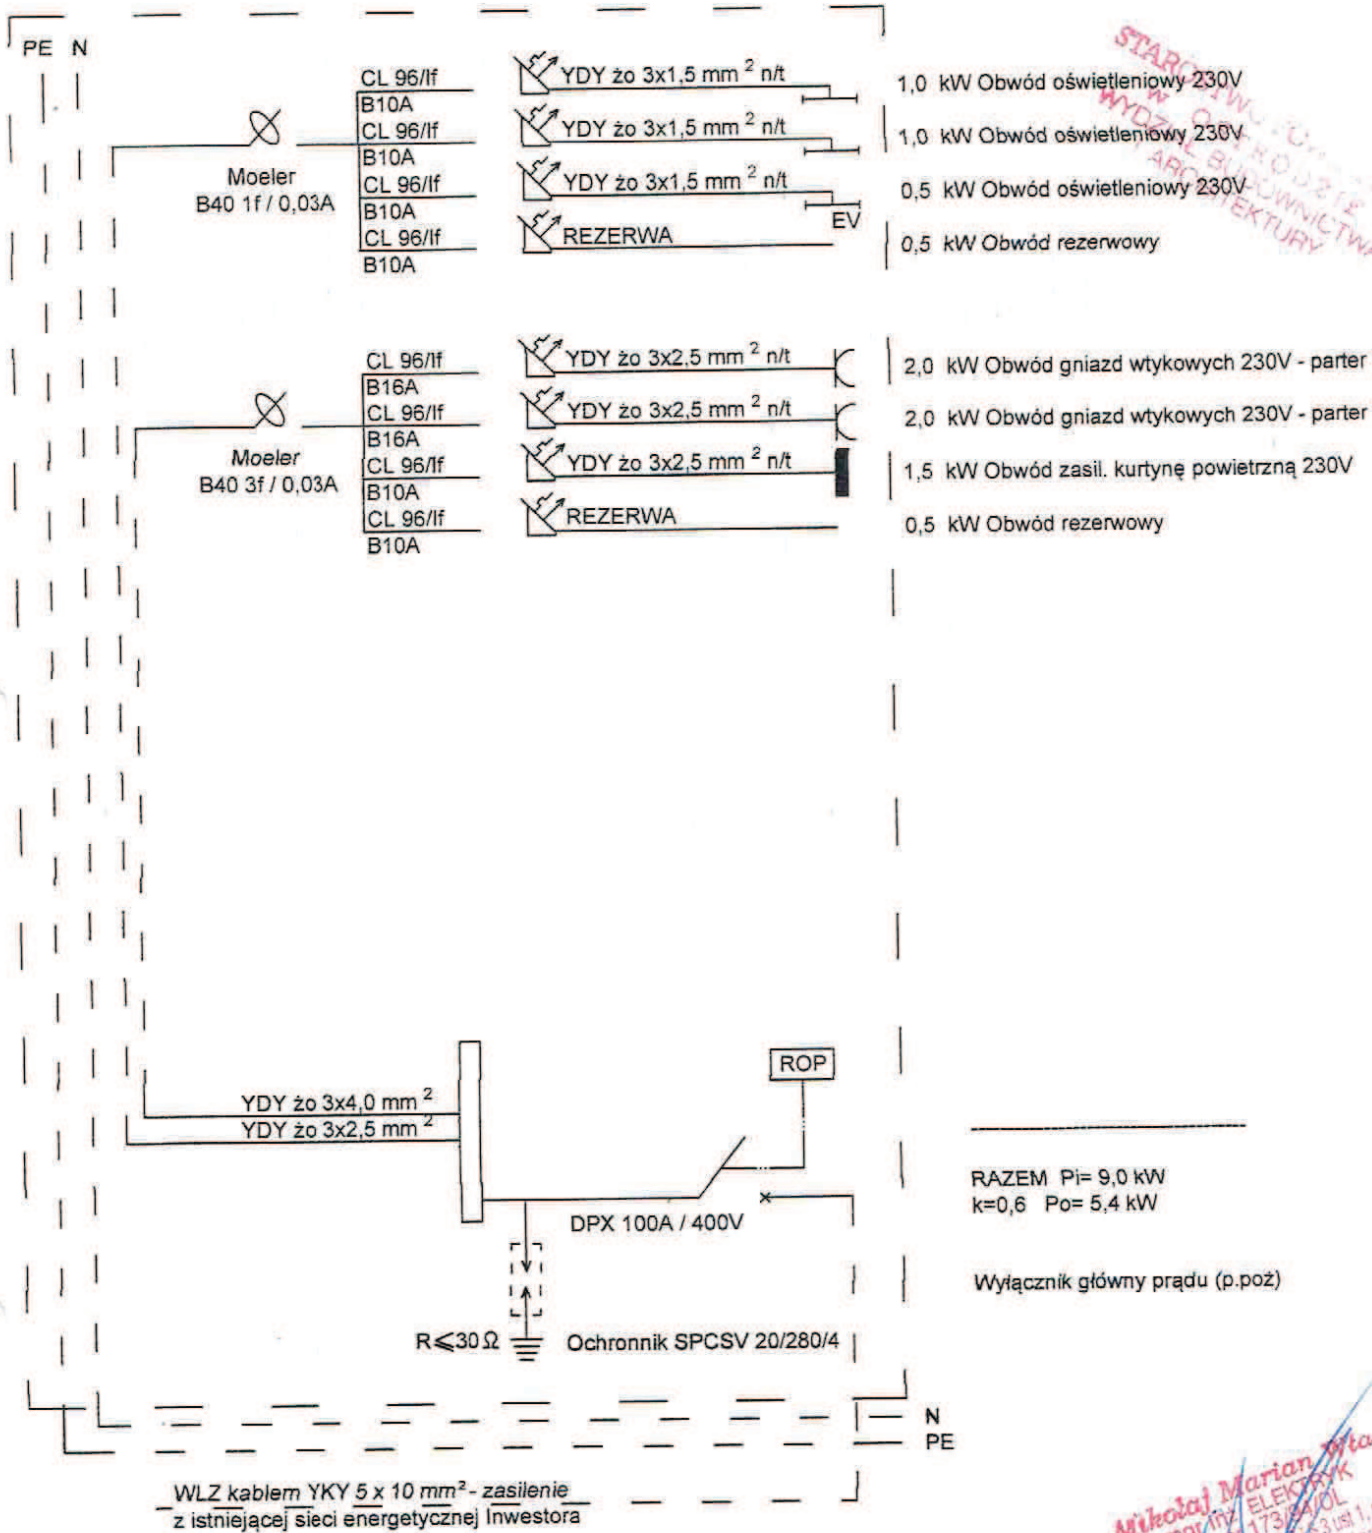 PE N
CL 96/If
B10A
YDY żo 3x1,5 mm 2 n/t
1,0 kW Obwód oświetleniowy 230V
CL 96/If
B10A
YDY żo 3x1,5 mm 2 n/t
1,0 kW Obwód oświetleniowy 230V
Moeler
B40 1f / 0,03A
CL 96/If
B10A
YDY żo 3x1,5 mm 2 n/t
EV
0,5 kW Obwód oświetleniowy 230V
CL 96/If
B10A
REZERWA
0,5 kW Obwód rezerwowy
WYDZIAŁ BUDOWNICTWA
I ARCHITEKTURY
CL 96/If
B16A
YDY żo 3x2,5 mm 2 n/t
2,0 kW Obwód gniazd wtykowych 230V - parter
CL 96/If
B16A
YDY żo 3x2,5 mm 2 n/t
2,0 kW Obwód gniazd wtykowych 230V - parter
Moeler
B40 3f / 0,03A
CL 96/If
B10A
YDY żo 3x2,5 mm 2 n/t
1,5 kW Obwód zasil. kurtynę powietrzną 230V
CL 96/If
B10A
REZERWA
0,5 kW Obwód rezerwowy
ROP
YDY żo 3x4,0 mm 2
YDY żo 3x2,5 mm 2
DPX 100A / 400V
RAZEM Pi= 9,0 kW
k=0,6 Po= 5,4 kW
Wyłącznik główny prądu (p.poż)
R⩽30Ω
Ochronnik SPCSV 20/280/4
N
PE
WLZ kablem YKY 5 x 10 mm² - zasilenie
z istniejącej sieci energetycznej Inwestora
Mikołaj Marian
inż. ELEKTRYK